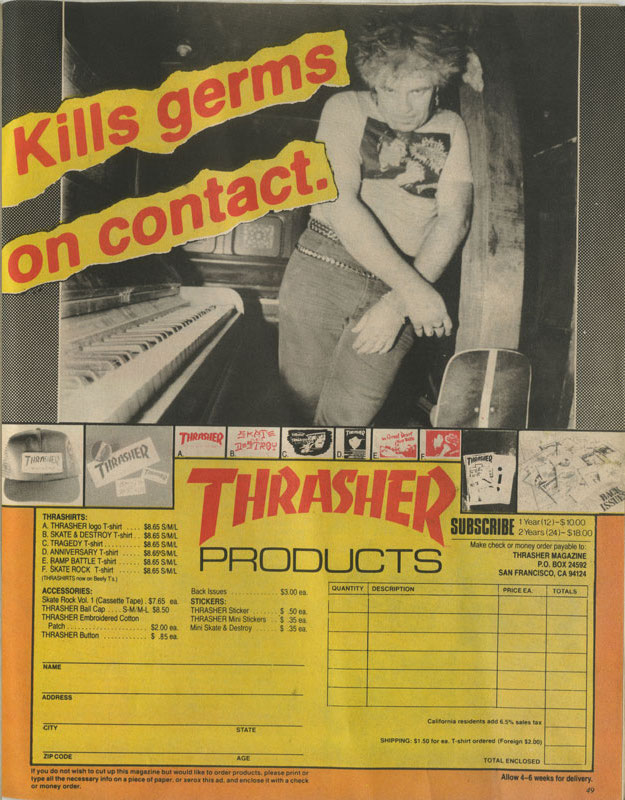 Kills germs
on contact.
THRASHER
THRASHER
THRASHER
SKATE
AND
DESTROY
THRASHER
THRASHER
BACK
ISSUES
A.
B.
C.
D.
E.
F.
THRASHER
PRODUCTS
SUBSCRIBE 1 Year (12)–$10.00
2 Years (24)–$18.00
Make check or money order payable to:
THRASHER MAGAZINE
P.O. BOX 24592
SAN FRANCISCO, CA 94124
THRASHIRTS:
A. THRASHER logo T-shirt .... $8.65 S/M/L
B. SKATE & DESTROY T-shirt .. $8.65 S/M/L
C. TRAGEDY T-shirt ......... $8.65 S/M/L
D. ANNIVERSARY T-shirt ..... $8.65 S/M/L
E. RAMP BATTLE T-shirt ...... $8.65 S/M/L
F. SKATE ROCK T-shirt ...... $8.65 S/M/L
(THRASHIRTS now on Beefy T's.)
ACCESSORIES:
Skate Rock Vol. 1 (Cassette Tape) . $7.65 ea.
THRASHER Ball Cap .... S-M/M-L $8.50
THRASHER Embroidered Cotton
Patch ..................... $2.00 ea.
THRASHER Button ............ $ .85 ea.
Back Issues ............... $3.00 ea.
STICKERS:
THRASHER Sticker ........ $ .50 ea.
THRASHER Mini Stickers .. $ .35 ea.
Mini Skate & Destroy ..... $ .35 ea.
QUANTITY DESCRIPTION PRICE EA. TOTALS
NAME
ADDRESS
CITY STATE
ZIP CODE AGE
California residents add 6.5% sales tax
SHIPPING: $1.50 for ea. T-shirt ordered (Foreign $2.00)
TOTAL ENCLOSED
If you do not wish to cut up this magazine but would like to order products, please print or
type all the necessary info on a piece of paper, or xerox this ad, and enclose it with a check
or money order.
Allow 4–6 weeks for delivery.
49